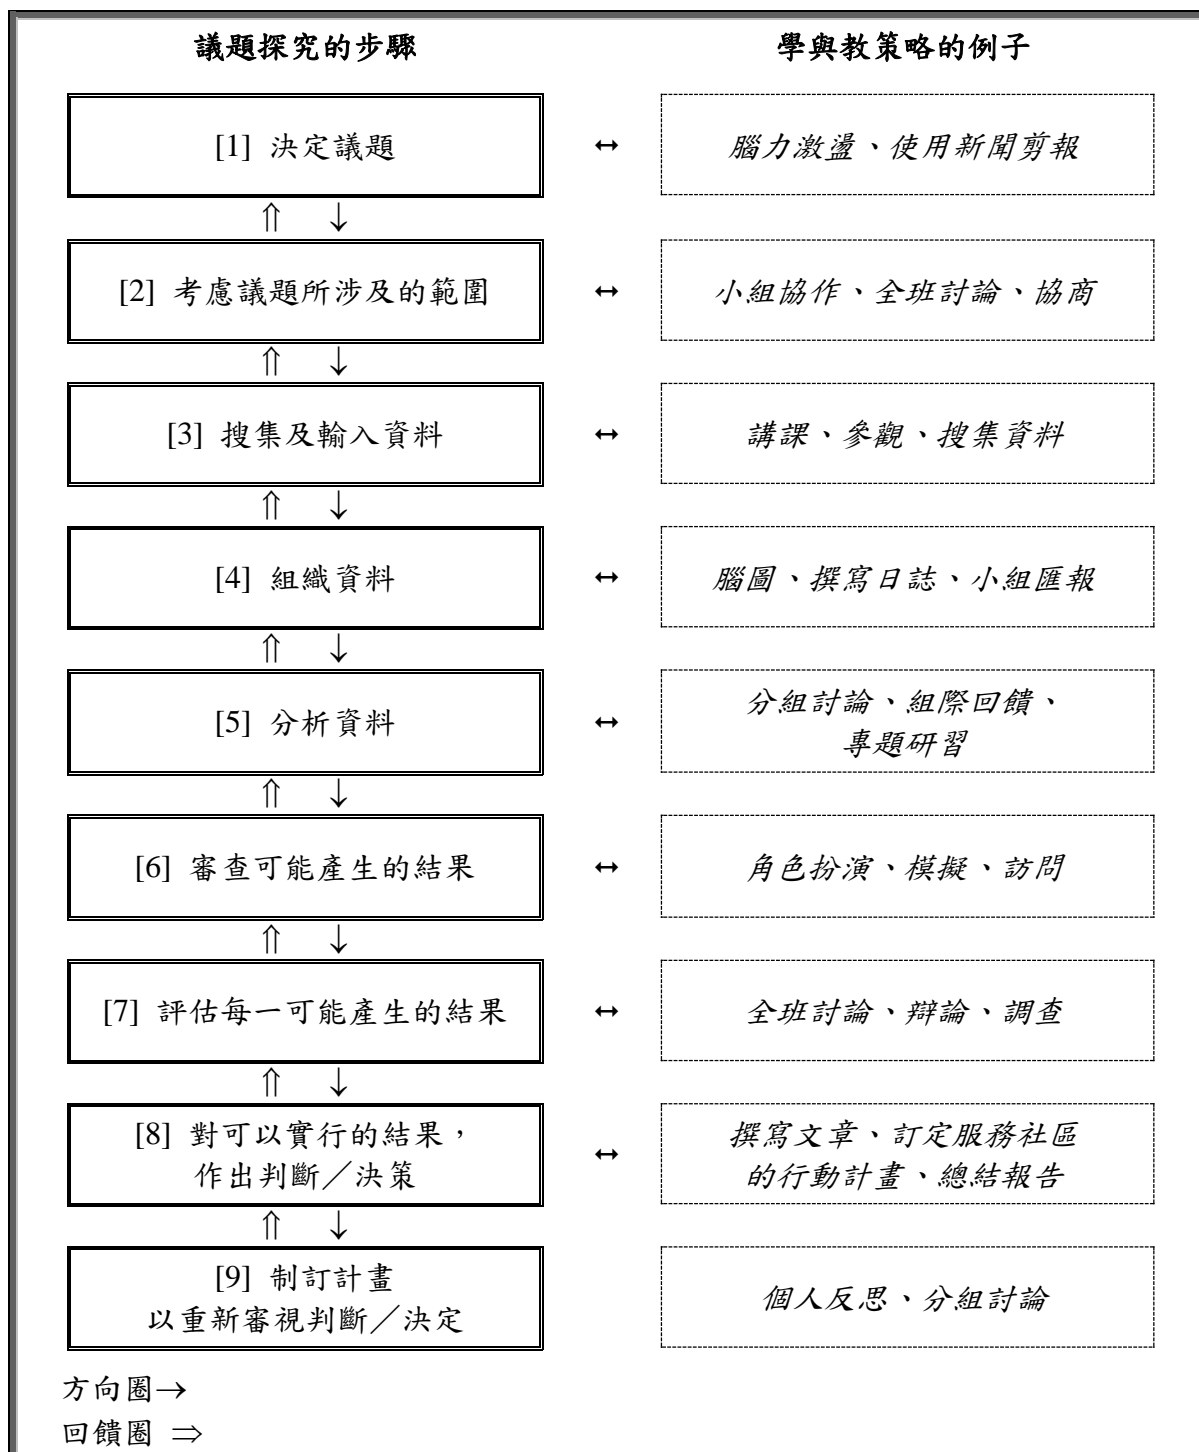 議題探究的步驟 學與教策略的例子
[1] 決定議題 ↔ 腦力激盪、使用新聞剪報
⇑ ↓
[2] 考慮議題所涉及的範圍 ↔ 小組協作、全班討論、協商
⇑ ↓
[3] 搜集及輸入資料 ↔ 講課、參觀、搜集資料
⇑ ↓
[4] 組織資料 ↔ 腦圖、撰寫日誌、小組匯報
⇑ ↓
[5] 分析資料 ↔ 分組討論、組際回饋、
專題研習
⇑ ↓
[6] 審查可能產生的結果 ↔ 角色扮演、模擬、訪問
⇑ ↓
[7] 評估每一可能產生的結果 ↔ 全班討論、辯論、調查
⇑ ↓
[8] 對可以實行的結果，
作出判斷／決策 ↔
撰寫文章、訂定服務社區
的行動計畫、總結報告
⇑ ↓
[9] 制訂計畫
以重新審視判斷／決定
個人反思、分組討論
方向圈→
回饋圈 ⇒